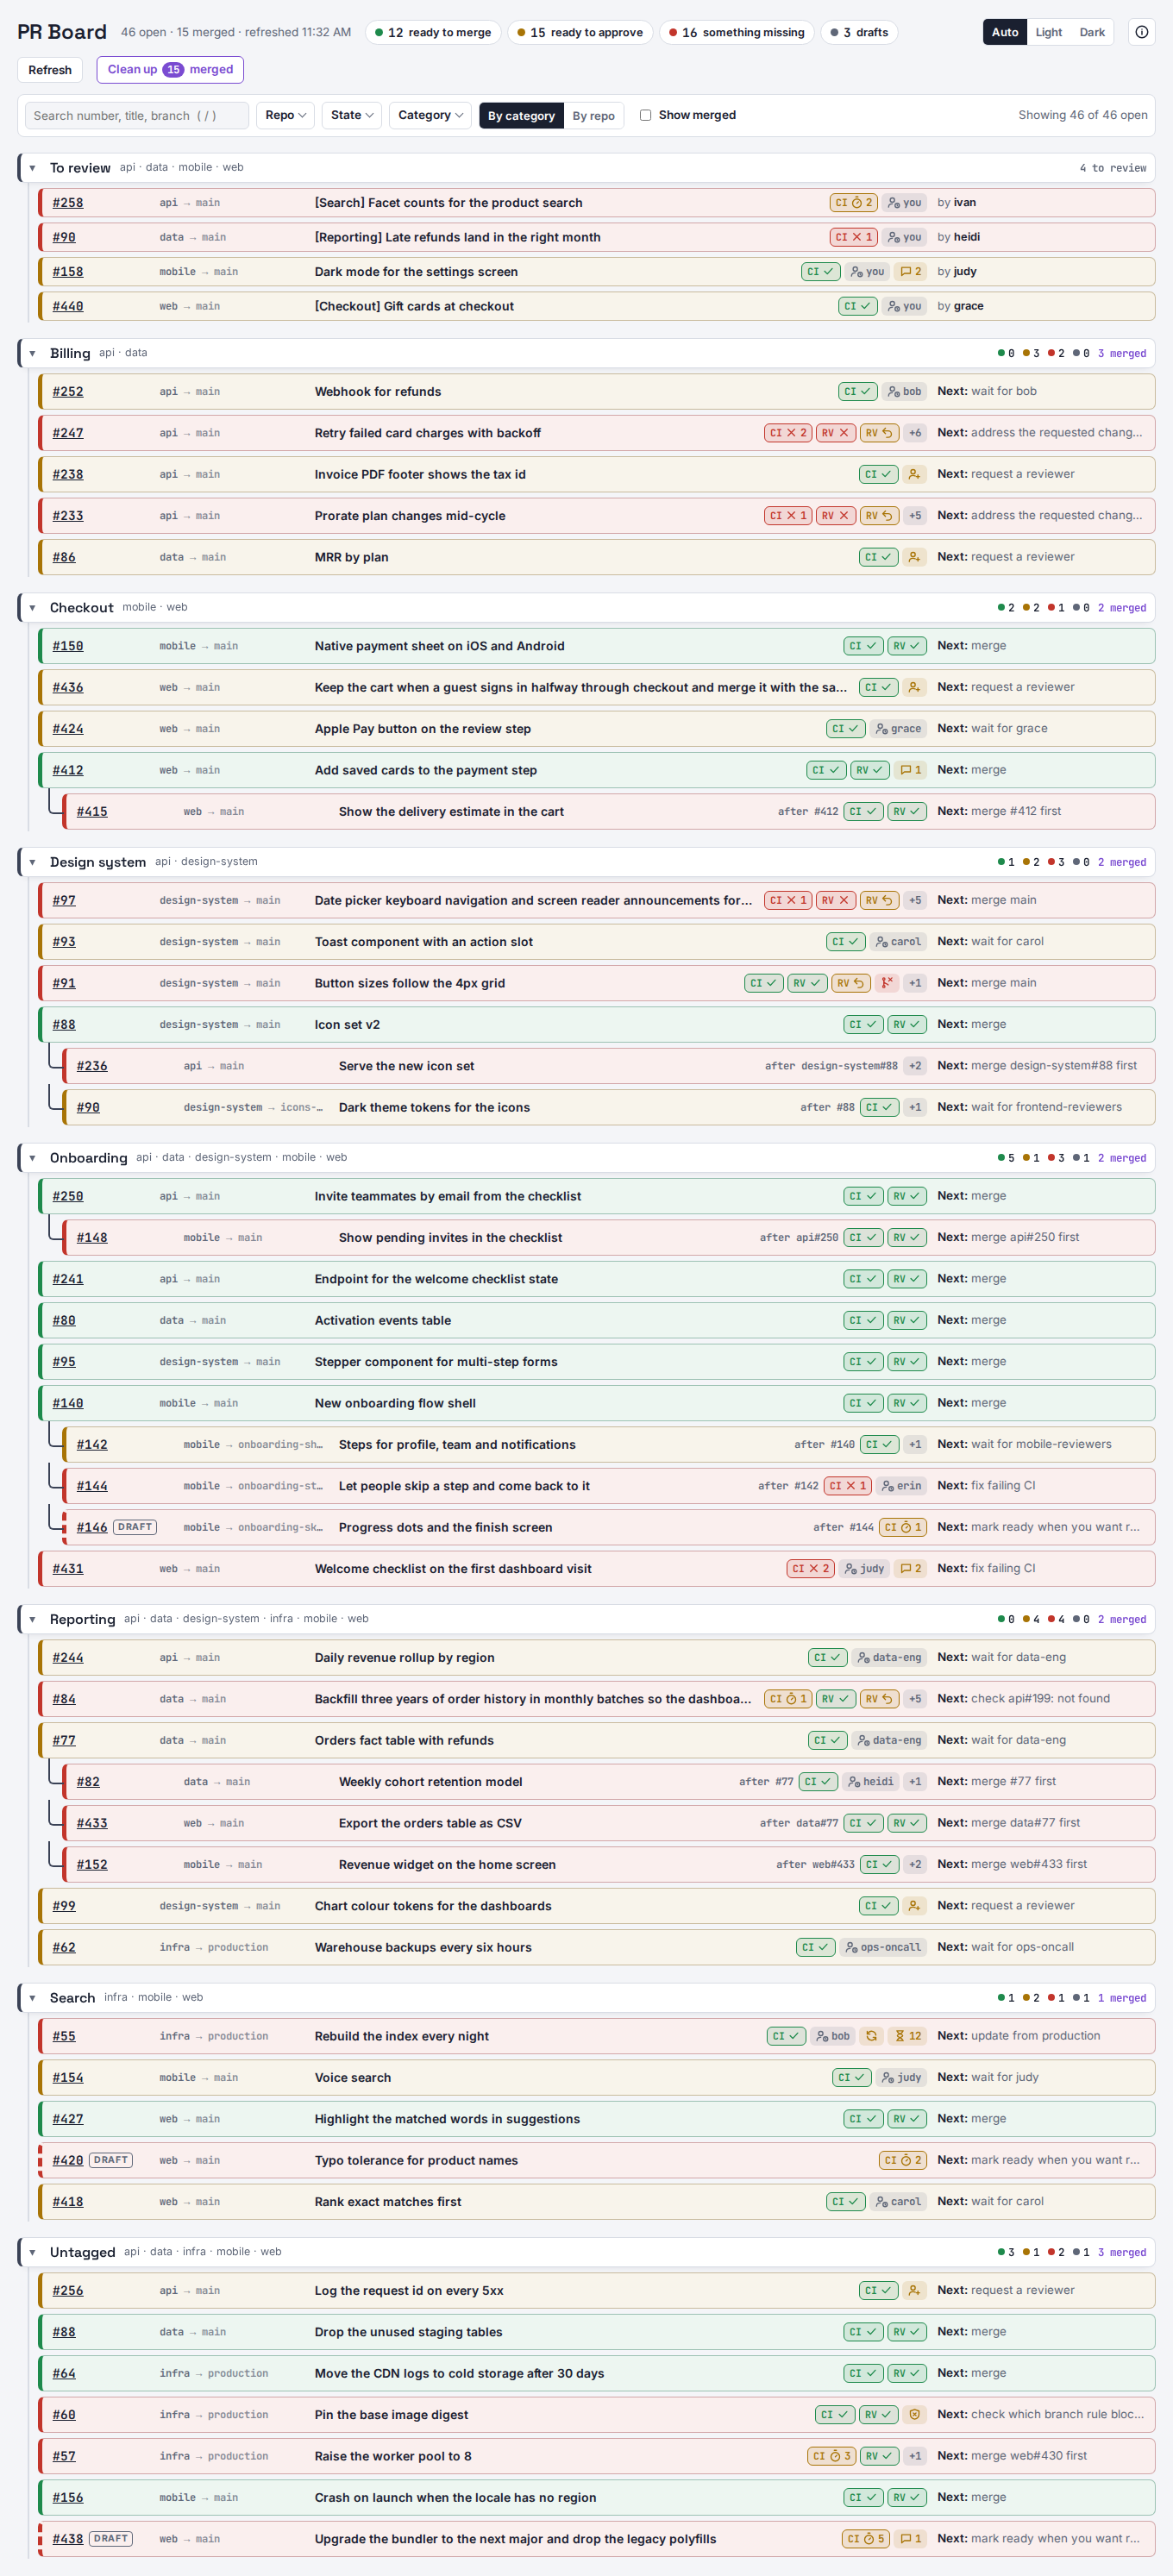 PR Board 46 open · 15 merged · refreshed 11:32 AM 12 ready to merge 15 ready to approve 16 something missing 3 drafts Auto Light Dark
Refresh Clean up 15 merged
Search number, title, branch ( / ) Repo State Category By category By repo Show merged Showing 46 of 46 open
To review api · data · mobile · web 4 to review
#258 api → main [Search] Facet counts for the product search CI 2 you by ivan
#90 data → main [Reporting] Late refunds land in the right month CI 1 you by heidi
#158 mobile → main Dark mode for the settings screen CI you 2 by judy
#440 web → main [Checkout] Gift cards at checkout CI you by grace
Billing api · data 0 3 2 0 3 merged
#252 api → main Webhook for refunds CI bob Next: wait for bob
#247 api → main Retry failed card charges with backoff CI 2 RV RV +6 Next: address the requested chang...
#238 api → main Invoice PDF footer shows the tax id CI Next: request a reviewer
#233 api → main Prorate plan changes mid-cycle CI 1 RV RV +5 Next: address the requested chang...
#86 data → main MRR by plan CI Next: request a reviewer
Checkout mobile · web 2 2 1 0 2 merged
#150 mobile → main Native payment sheet on iOS and Android CI RV Next: merge
#436 web → main Keep the cart when a guest signs in halfway through checkout and merge it with the sa... CI Next: request a reviewer
#424 web → main Apple Pay button on the review step CI grace Next: wait for grace
#412 web → main Add saved cards to the payment step CI RV 1 Next: merge
#415 web → main Show the delivery estimate in the cart after #412 CI RV Next: merge #412 first
Design system api · design-system 1 2 3 0 2 merged
#97 design-system → main Date picker keyboard navigation and screen reader announcements for... CI 1 RV RV +5 Next: merge main
#93 design-system → main Toast component with an action slot CI carol Next: wait for carol
#91 design-system → main Button sizes follow the 4px grid CI RV RV +1 Next: merge main
#88 design-system → main Icon set v2 CI RV Next: merge
#236 api → main Serve the new icon set after design-system#88 +2 Next: merge design-system#88 first
#90 design-system → icons-… Dark theme tokens for the icons after #88 CI +1 Next: wait for frontend-reviewers
Onboarding api · data · design-system · mobile · web 5 1 3 1 2 merged
#250 api → main Invite teammates by email from the checklist CI RV Next: merge
#148 mobile → main Show pending invites in the checklist after api#250 CI RV Next: merge api#250 first
#241 api → main Endpoint for the welcome checklist state CI RV Next: merge
#80 data → main Activation events table CI RV Next: merge
#95 design-system → main Stepper component for multi-step forms CI RV Next: merge
#140 mobile → main New onboarding flow shell CI RV Next: merge
#142 mobile → onboarding-sh… Steps for profile, team and notifications after #140 CI +1 Next: wait for mobile-reviewers
#144 mobile → onboarding-st… Let people skip a step and come back to it after #142 CI 1 erin Next: fix failing CI
#146 DRAFT mobile → onboarding-sk… Progress dots and the finish screen after #144 CI 1 Next: mark ready when you want r...
#431 web → main Welcome checklist on the first dashboard visit CI 2 judy 2 Next: fix failing CI
Reporting api · data · design-system · infra · mobile · web 0 4 4 0 2 merged
#244 api → main Daily revenue rollup by region CI data-eng Next: wait for data-eng
#84 data → main Backfill three years of order history in monthly batches so the dashboa... CI 1 RV RV +5 Next: check api#199: not found
#77 data → main Orders fact table with refunds CI data-eng Next: wait for data-eng
#82 data → main Weekly cohort retention model after #77 CI heidi +1 Next: merge #77 first
#433 web → main Export the orders table as CSV after data#77 CI RV Next: merge data#77 first
#152 mobile → main Revenue widget on the home screen after web#433 CI +2 Next: merge web#433 first
#99 design-system → main Chart colour tokens for the dashboards CI Next: request a reviewer
#62 infra → production Warehouse backups every six hours CI ops-oncall Next: wait for ops-oncall
Search infra · mobile · web 1 2 1 1 1 merged
#55 infra → production Rebuild the index every night CI bob 12 Next: update from production
#154 mobile → main Voice search CI judy Next: wait for judy
#427 web → main Highlight the matched words in suggestions CI RV Next: merge
#420 DRAFT web → main Typo tolerance for product names CI 2 Next: mark ready when you want r...
#418 web → main Rank exact matches first CI carol Next: wait for carol
Untagged api · data · infra · mobile · web 3 1 2 1 3 merged
#256 api → main Log the request id on every 5xx CI Next: request a reviewer
#88 data → main Drop the unused staging tables CI RV Next: merge
#64 infra → production Move the CDN logs to cold storage after 30 days CI RV Next: merge
#60 infra → production Pin the base image digest CI RV Next: check which branch rule bloc...
#57 infra → production Raise the worker pool to 8 CI 3 RV +1 Next: merge web#430 first
#156 mobile → main Crash on launch when the locale has no region CI RV Next: merge
#438 DRAFT web → main Upgrade the bundler to the next major and drop the legacy polyfills CI 5 1 Next: mark ready when you want r...